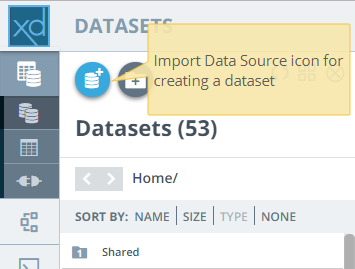 xd
DATASETS
Import Data Source icon for
creating a dataset
Datasets (53)
Home/
SORT BY: NAME SIZE TYPE NONE
1 Shared